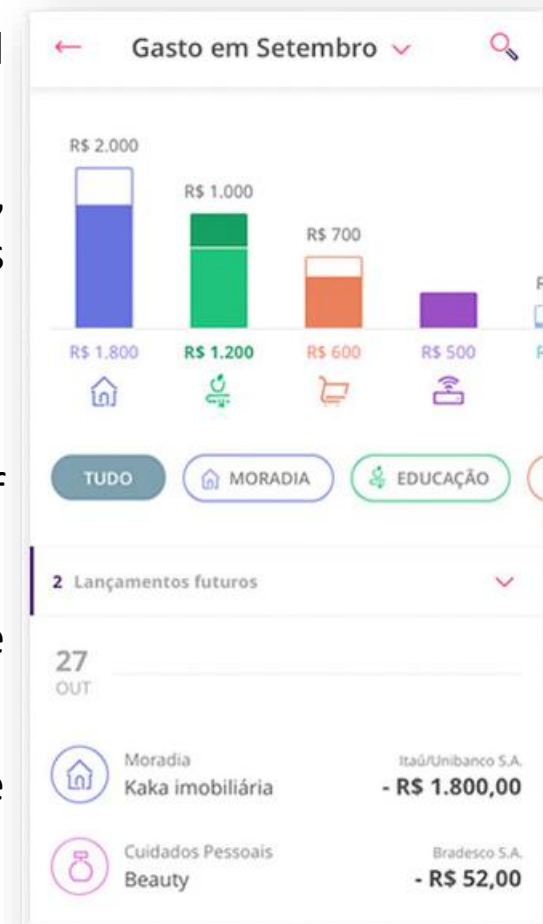 Gasto em Setembro
R$ 2.000
R$ 1.000
R$ 700
R$ 1.800
R$ 1.200
R$ 600
R$ 500
TUDO
MORADIA
EDUCAÇÃO
2 Lançamentos futuros
27
OUT
Moradia
Itaú/Unibanco S.A.
Kaka imobiliária
- R$ 1.800,00
Cuidados Pessoais
Bradesco S.A.
Beauty
- R$ 52,00